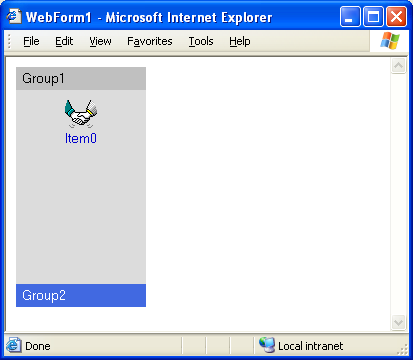 WebForm1 - Microsoft Internet Explorer
File Edit View Favorites Tools Help
Group1
Item0
Group2
Done Local intranet